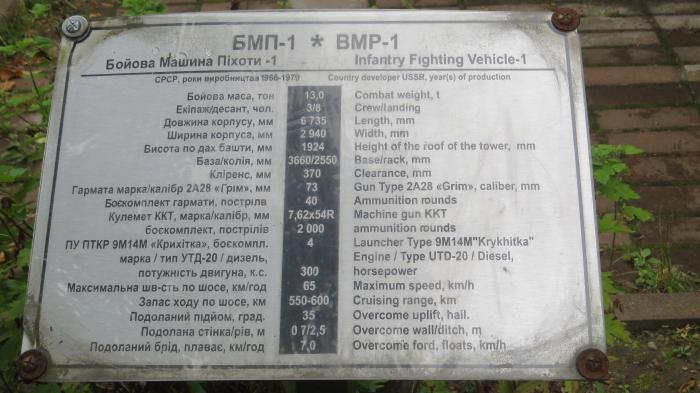 БМП-1 * BMP-1
Бойова Машина Піхоти -1 Infantry Fighting Vehicle-1
СРСР, роки виробництва 1966-1979 Country developer USSR, year(s) of production
Бойова маса, тон 13,0 Combat weight, t
Екіпаж/десант, чол. 3/8 Crew/landing
Довжина корпусу, мм 6 735 Length, mm
Ширина корпуса, мм 2 940 Width, mm
Висота по дах башти, мм 1924 Height of the roof of the tower, mm
База/колія, мм 3660/2550 Base/rack, mm
Кліренс, мм 370 Clearance, mm
Гармата марка/калібр 2А28 «Грім», мм 73 Gun Type 2A28 «Grim», caliber, mm
Боєкомплект гармати, пострілів 40 Ammunition rounds
Кулемет ККТ, марка/калібр, мм 7,62x54R Machine gun KKT
боєкомплект, пострілів 2 000 ammunition rounds
ПУ ПТКР 9М14М «Крихітка», боєкомпл. 4 Launcher Type 9M14M"Krykhitka"
марка / тип УТД-20 / дизель, Engine / Type UTD-20 / Diesel,
потужність двигуна, к.с. 300 horsepower
Максимальна шв-сть по шосе, км/год 65 Maximum speed, km/h
Запас ходу по шосе, км 550-600 Cruising range, km
Подоланий підйом, град. 35 Overcome uplift, hail.
Подолана стінка/рів, м 0 7/2,5 Overcome wall/ditch, m
Подоланий брід, плаває, км/год 7,0 Overcome ford, floats, km/h